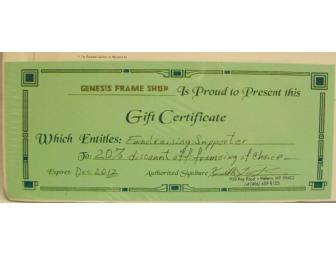 GENESIS FRAME SHOP Is Proud to Present this
Gift Certificate
Which Entitles: Fundraising Supporter
To: 20% discount off framing of choice
Expires Dec 2012 Authorized Signature